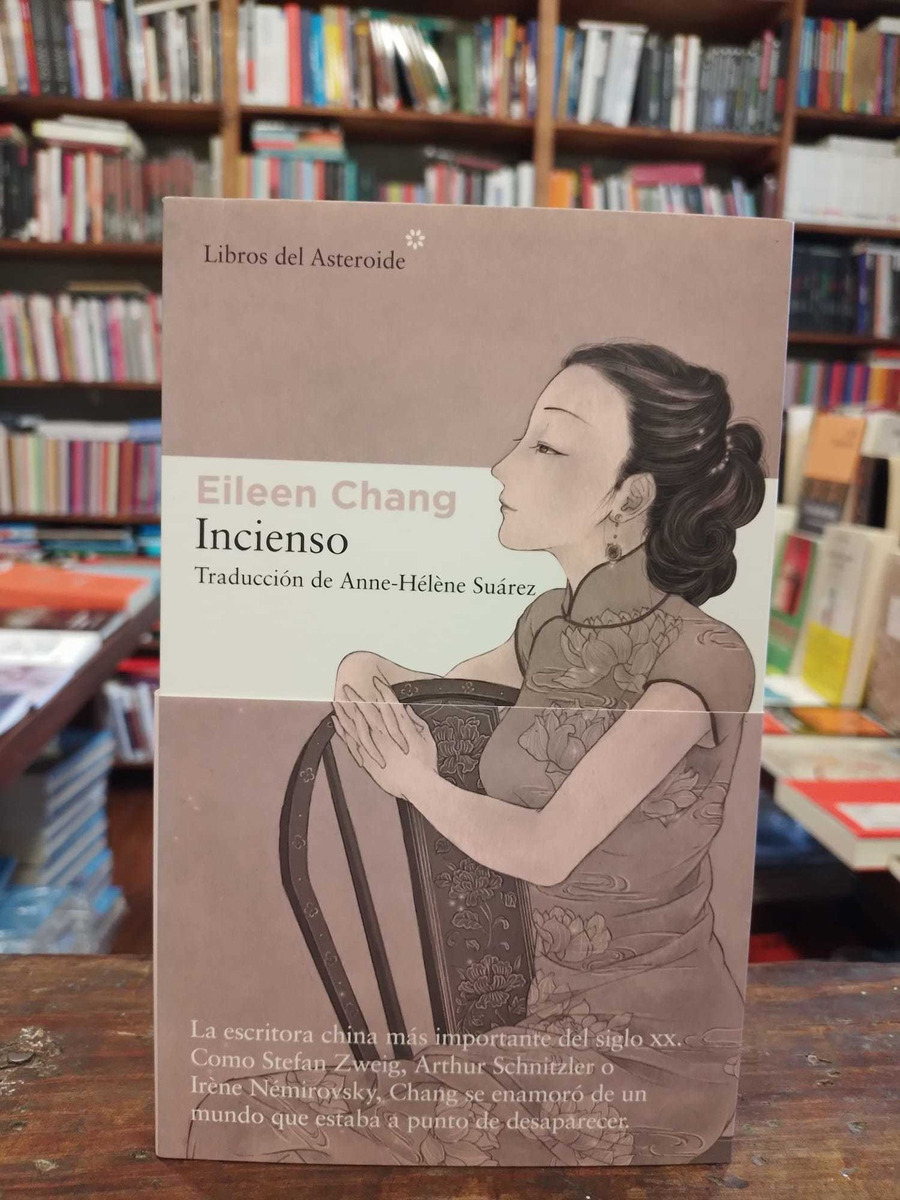 Libros del Asteroide
Eileen Chang
Incienso
Traducción de Anne-Hélène Suárez
La escritora china más importante del siglo XX.
Como Stefan Zweig, Arthur Schnitzler o
Irène Némirovsky, Chang se enamoró de un
mundo que estaba a punto de desaparecer.